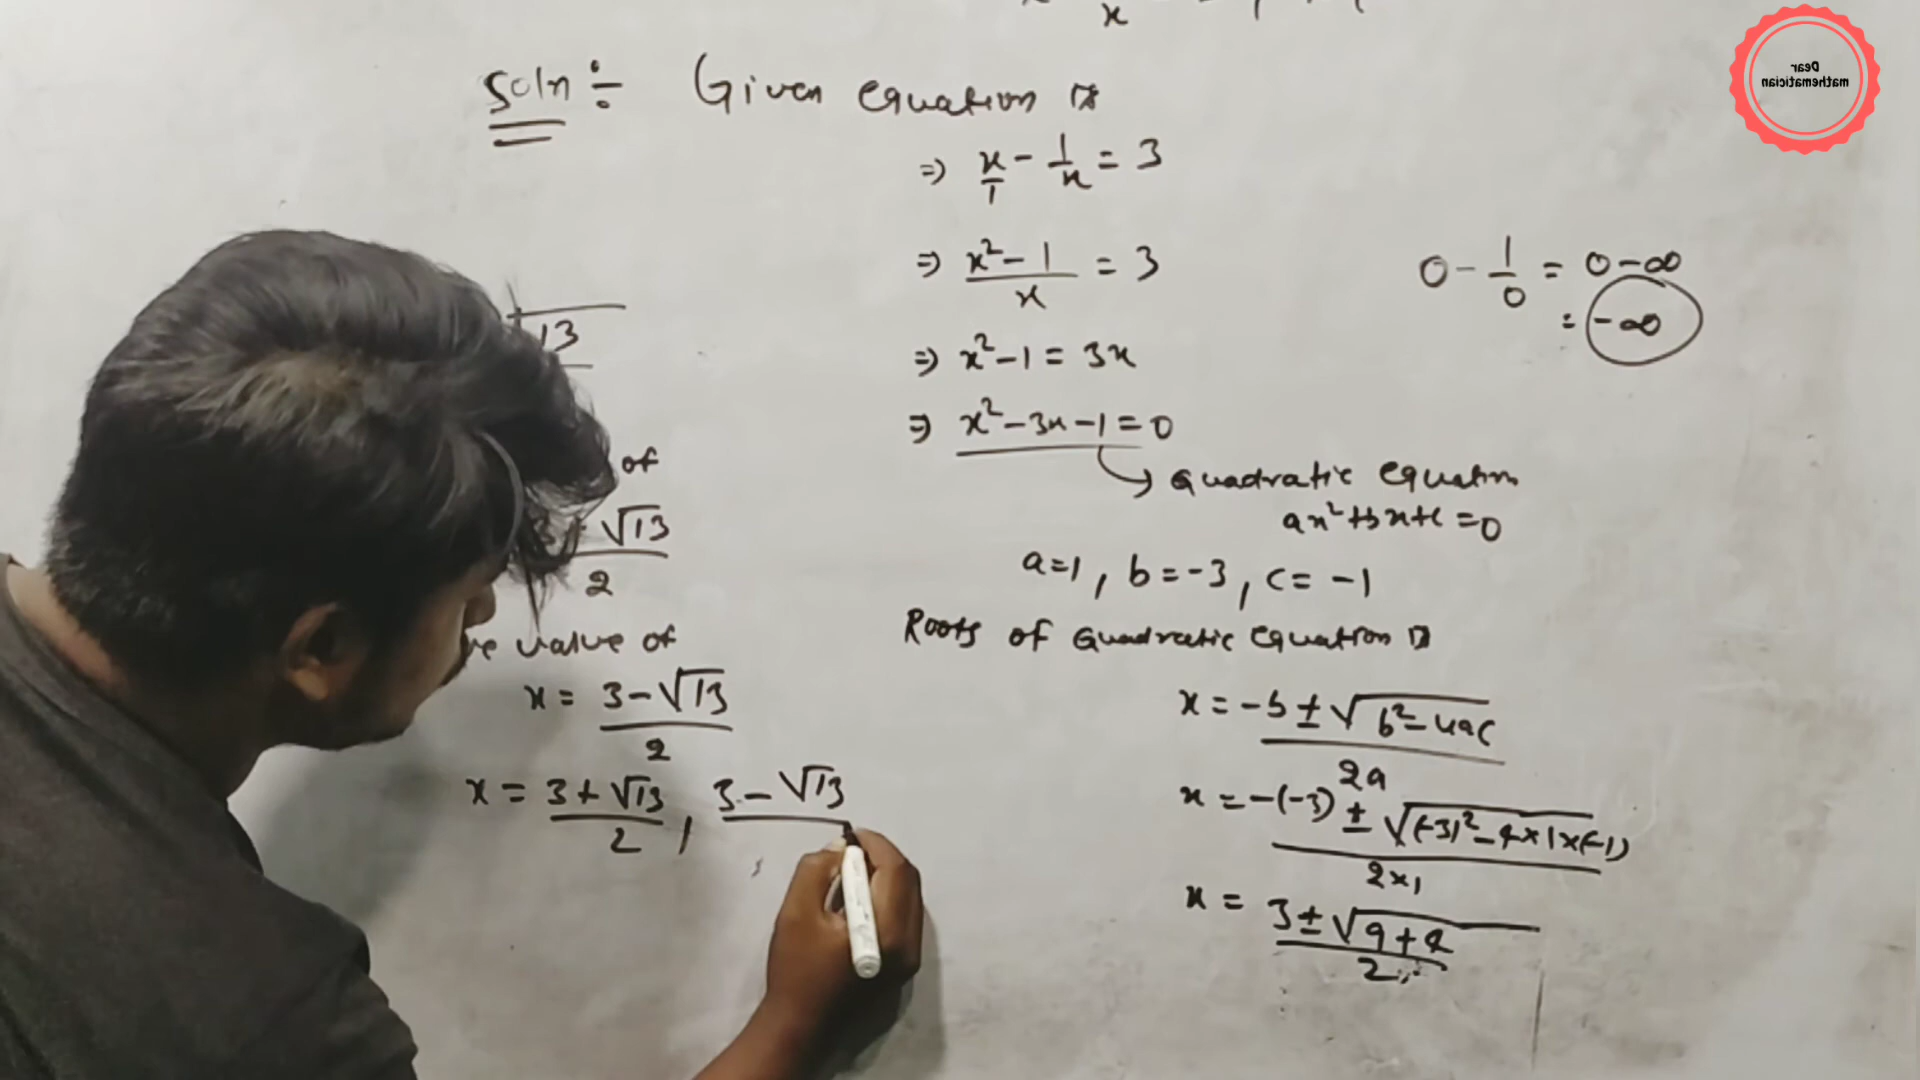 Soln ÷ Given equation is
=) x/1 - 1/x = 3
=) x² - 1 / x = 3
=) x² - 1 = 3x
=) x² - 3x - 1 = 0
→ Quadratic equation
ax² + bx + c = 0
a=1, b=-3, c=-1
Roots of Quadratic equation is
x = -b ± √b² - 4ac / 2a
x = -(-3) ± √(-3)² - 4×1×(-1) / 2×1
x = 3 ± √9+4 / 2
0 - 1/0 = 0 - ∞
= -∞
13
of
√13
2
ve value of
x = 3 - √13 / 2
x = 3 + √13 / 2 , 3 - √13
Dear
mathematician